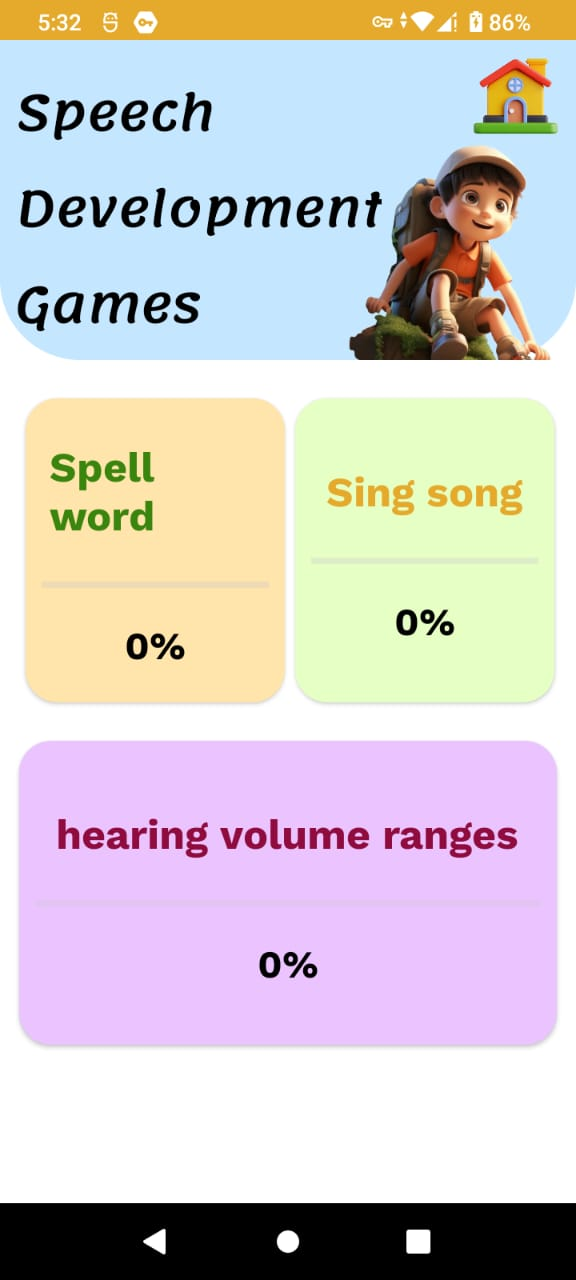 5:32
86%
Speech
Development
Games
Spell
word
Sing song
0%
0%
hearing volume ranges
0%